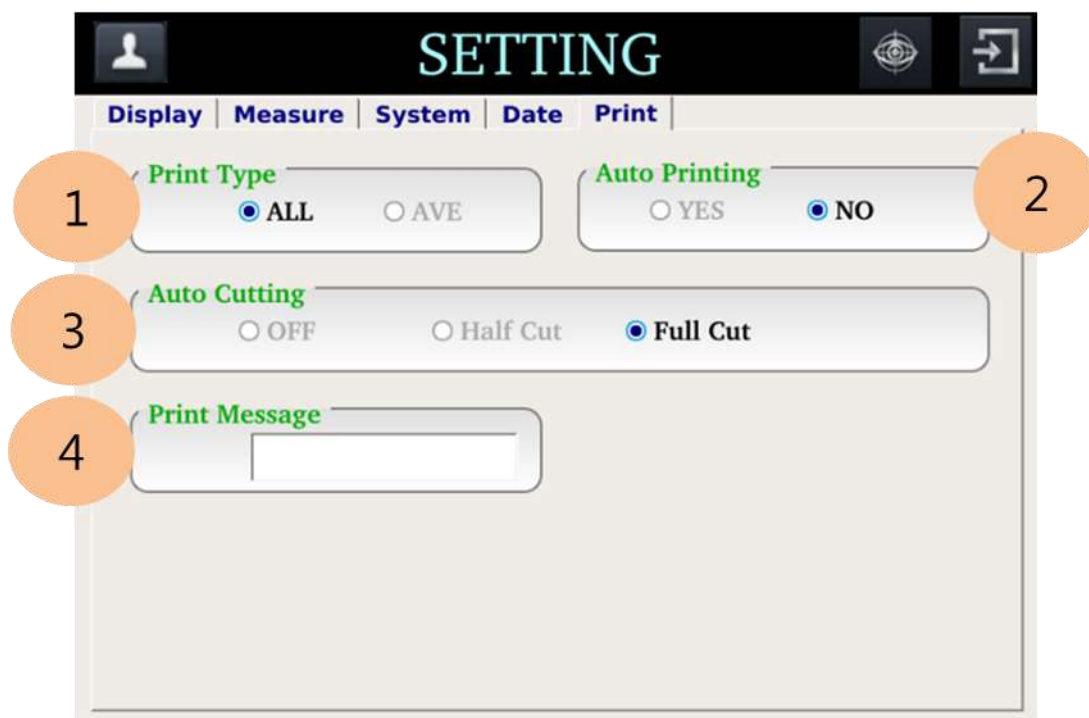 SETTING
Display Measure System Date Print
1 Print Type Auto Printing 2
ALL AVE YES NO
3 Auto Cutting
OFF Half Cut Full Cut
4 Print Message